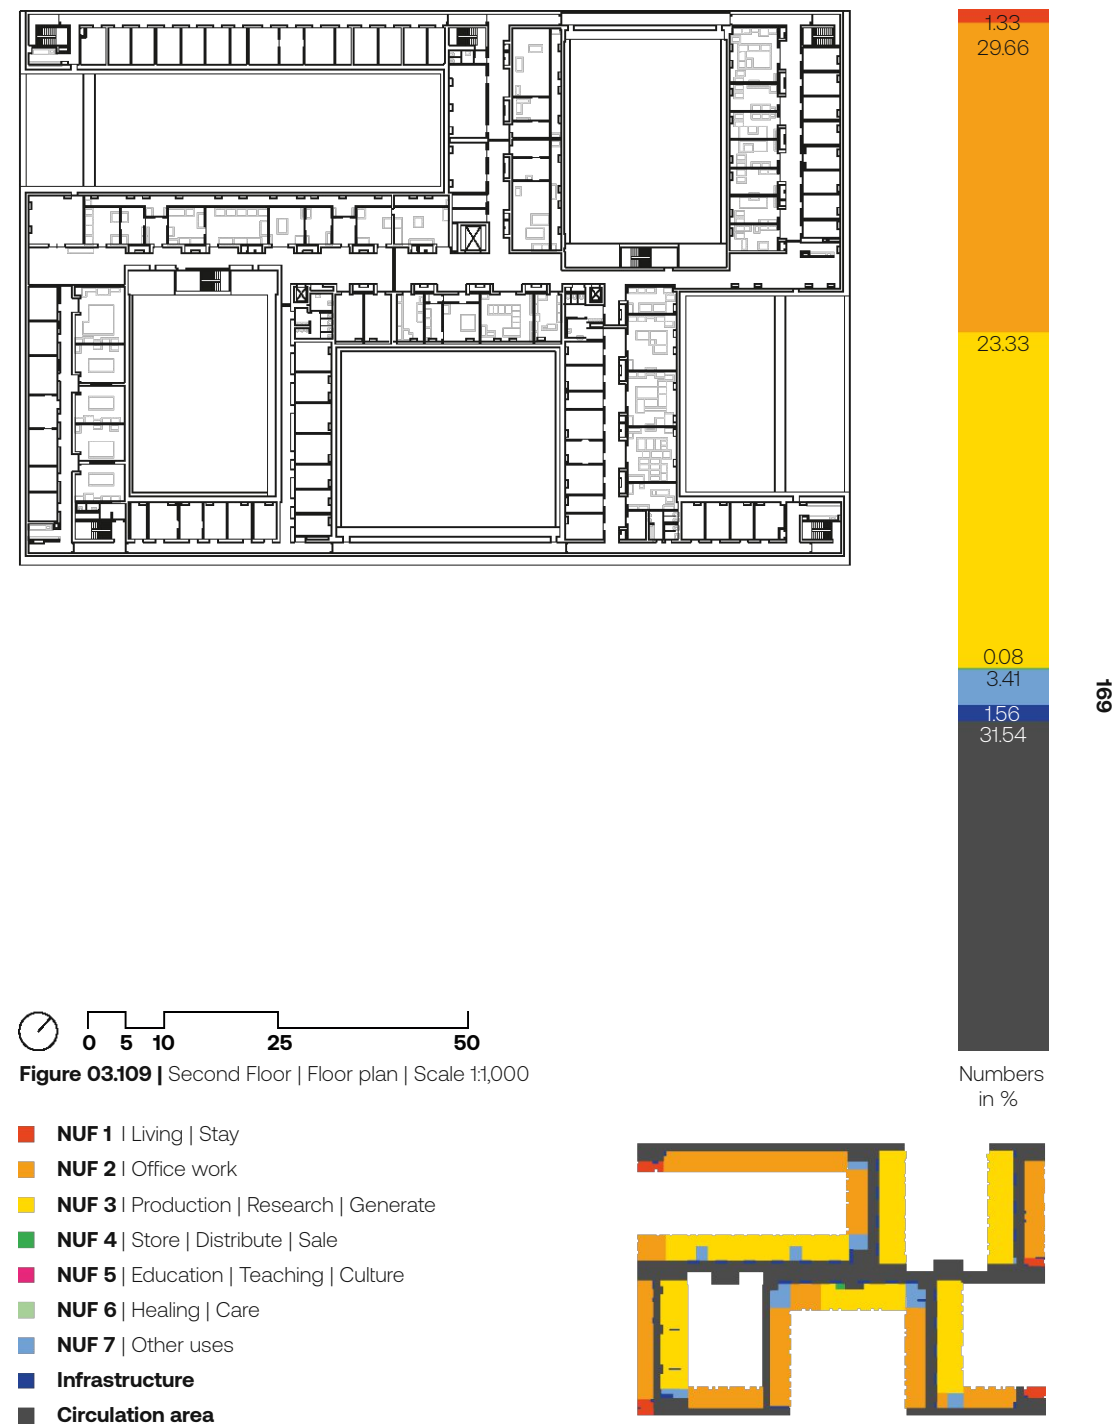 1.33
29.66
23.33
0.08
3.41
1.56
31.54
169
0 5 10 25 50
Figure 03.109 | Second Floor | Floor plan | Scale 1:1,000
Numbers
in %
NUF 1 | Living | Stay
NUF 2 | Office work
NUF 3 | Production | Research | Generate
NUF 4 | Store | Distribute | Sale
NUF 5 | Education | Teaching | Culture
NUF 6 | Healing | Care
NUF 7 | Other uses
Infrastructure
Circulation area